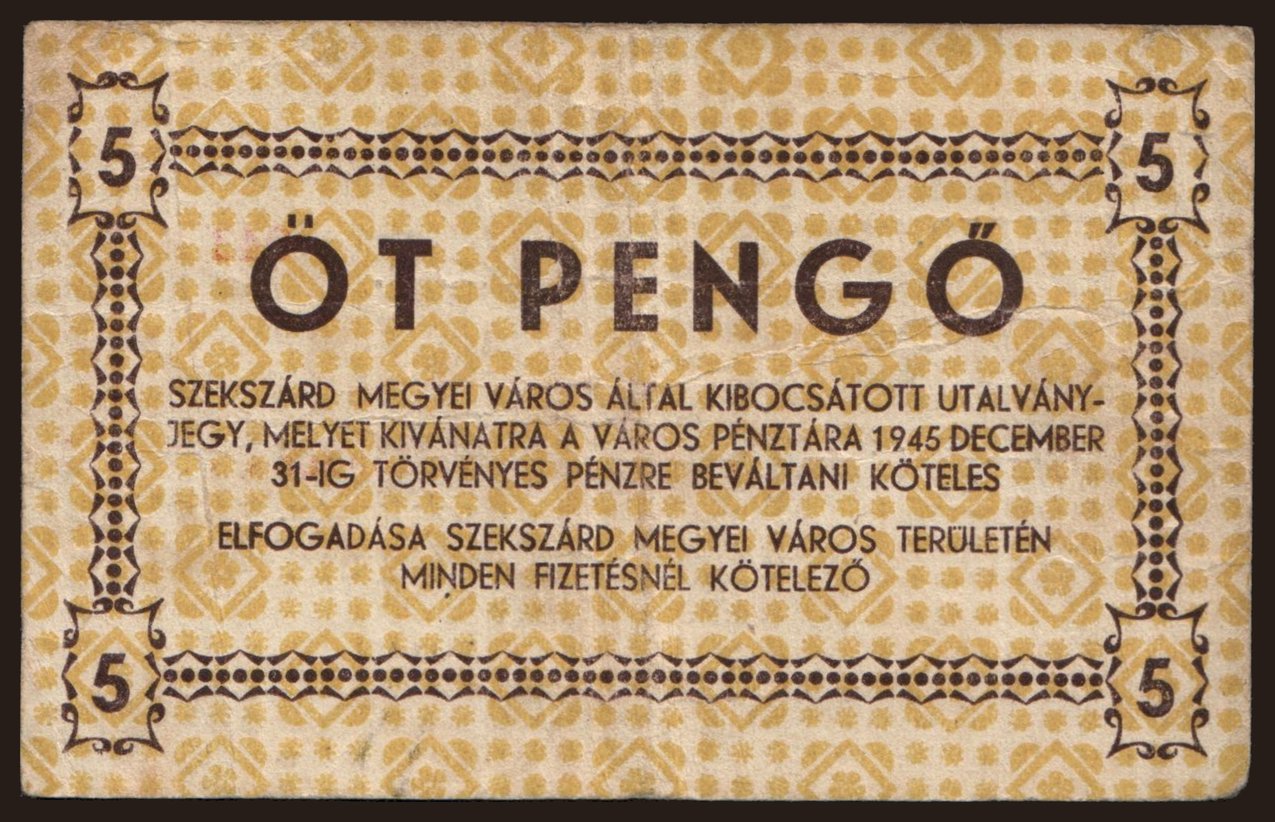 5 5
ÖT PENGŐ
SZEKSZÁRD MEGYEI VÁROS ÁLTAL KIBOCSÁTOTT UTALVÁNY-
JEGY, MELYET KIVÁNATRA A VÁROS PÉNZTÁRA 1945 DECEMBER
31-IG TÖRVÉNYES PÉNZRE BEVÁLTANI KÖTELES
ELFOGADÁSA SZEKSZÁRD MEGYEI VÁROS TERÜLETÉN
MINDEN FIZETÉSNÉL KÖTELEZŐ
5 5